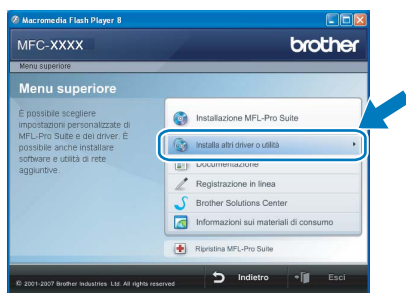 Macromedia Flash Player 8
MFC-XXXX
brother
Menu superiore
Menu superiore
È possibile scegliere
impostazioni personalizzate di
MFL-Pro Suite e dei driver. È
possibile anche installare
software e utilità di rete
aggiuntive.
Installazione MFL-Pro Suite
Installa altri driver o utilità
Documentazione
Registrazione in linea
Brother Solutions Center
Informazioni sui materiali di consumo
Ripristina MFL-Pro Suite
© 2001-2007 Brother Industries Ltd. All rights reserved
Indietro
Esci